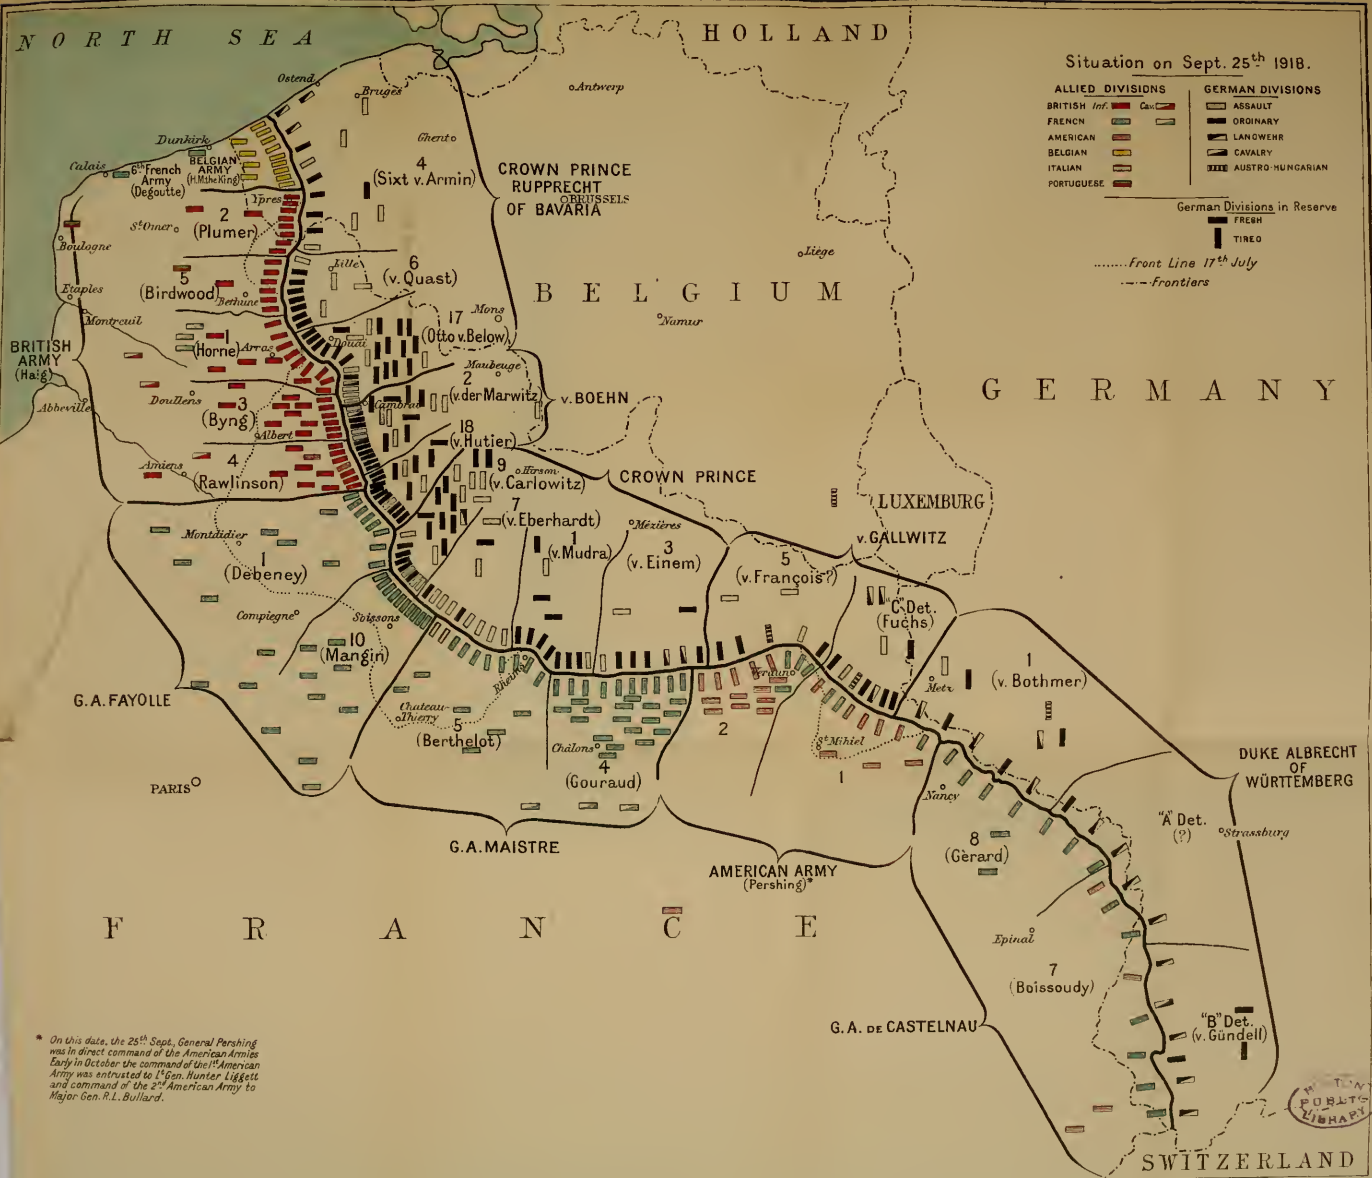 NORTH SEA
HOLLAND
Situation on Sept. 25th 1918.
ALLIED DIVISIONS
BRITISH Inf. Cav.
FRENCH
AMERICAN
BELGIAN
ITALIAN
PORTUGUESE
GERMAN DIVISIONS
ASSAULT
ORDINARY
LANDWEHR
CAVALRY
AUSTRO-HUNGARIAN
German Divisions in Reserve
FRESH
TIRED
Front Line 17th July
Frontiers
Ostend
Bruges
Antwerp
Dunkirk
Ghent
Calais
6th French
Army
(Degoutte)
BELGIAN
ARMY
(H.M. the King)
4
(Sixt v. Armin)
CROWN PRINCE
RUPPRECHT
OF BAVARIA
BRUSSELS
Ypres
2
(Plumer)
St Omer
Boulogne
Lille
6
(v. Quast)
Liège
5
(Birdwood)
Bethune
BELGIUM
Etaples
Montreuil
Mons
17
(Otto v. Below)
Namur
BRITISH
ARMY
(Haig)
1
(Horne)
Arras
Douai
Maubeuge
2
(v. der Marwitz)
v. BOEHN
GERMANY
Doullens
Abbeville
3
(Byng)
Cambrai
Albert
18
(v. Hutier)
Amiens
4
(Rawlinson)
9
(v. Carlowitz)
Hirson
CROWN PRINCE
LUXEMBURG
7
(v. Eberhardt)
Mézières
v. GALLWITZ
Montdidier
1
(v. Mudra)
3
(v. Einem)
5
(v. François?)
1
(Debeney)
"C" Det.
(Fuchs)
Compiegne
Soissons
10
(Mangin)
Rheims
Verdun
Metz
1
(v. Bothmer)
G.A. FAYOLLE
Chateau-
Thierry
5
(Berthelot)
2
St Mihiel
Châlons
4
(Gouraud)
1
DUKE ALBRECHT
OF
WÜRTTEMBERG
PARIS
Nancy
"A" Det.
(?)
Strassburg
G.A. MAISTRE
8
(Gérard)
AMERICAN ARMY
(Pershing)*
FRANCE
Epinal
7
(Boissoudy)
G.A. DE CASTELNAU
"B" Det.
(v. Gündell)
* On this date, the 25th Sept., General Pershing
was in direct command of the American Armies
Early in October the command of the 1st American
Army was entrusted to Lt Gen. Hunter Liggett
and command of the 2nd American Army to
Major Gen. R.L. Bullard.
PUBLIC
LIBRARY
SWITZERLAND